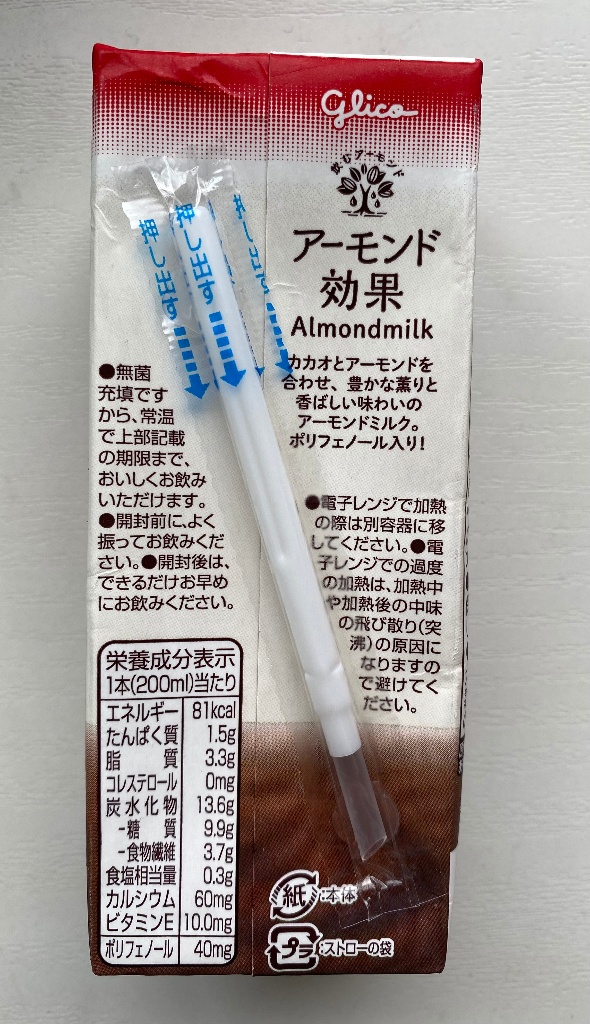 Glico
飲むアーモンド
アーモンド
効果
Almondmilk
カカオとアーモンドを
合わせ、豊かな薫りと
香ばしい味わいの
アーモンドミルク。
ポリフェノール入り!
押し出す
押し出す
押し出す
●無菌
充填です
から、常温
で上部記載
の期限まで、
おいしくお飲み
いただけます。
●開封前に、よく
振ってお飲みくだ
さい。●開封後は、
できるだけお早め
にお飲みください。
●電子レンジで加熱
の際は別容器に移
してください。●電
子レンジでの過度
の加熱は、加熱中
や加熱後の中味
の飛び散り(突
沸)の原因に
なりますの
で避けてく
ださい。
栄養成分表示
1本(200ml)当たり
エネルギー 81kcal
たんぱく質 1.5g
脂質 3.3g
コレステロール 0mg
炭水化物 13.6g
-糖質 9.9g
-食物繊維 3.7g
食塩相当量 0.3g
カルシウム 60mg
ビタミンE 10.0mg
ポリフェノール 40mg
紙:本体
プラ:ストローの袋